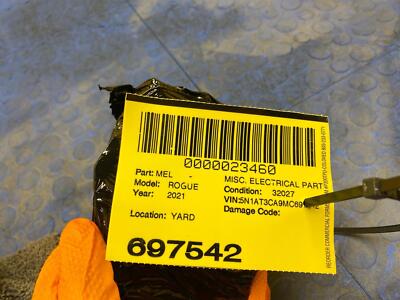 0000023460
Part: MEL - MISC. ELECTRICAL PART
Model: ROGUE Condition: 32027
Year: 2021
Damage Code:
Location: YARD
697542